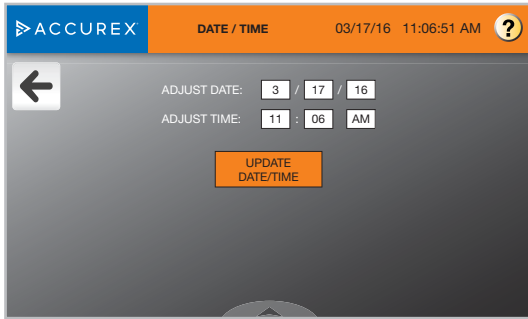 ACCUREX DATE / TIME 03/17/16 11:06:51 AM ?
ADJUST DATE: 3 / 17 / 16
ADJUST TIME: 11 : 06 AM
UPDATE
DATE/TIME